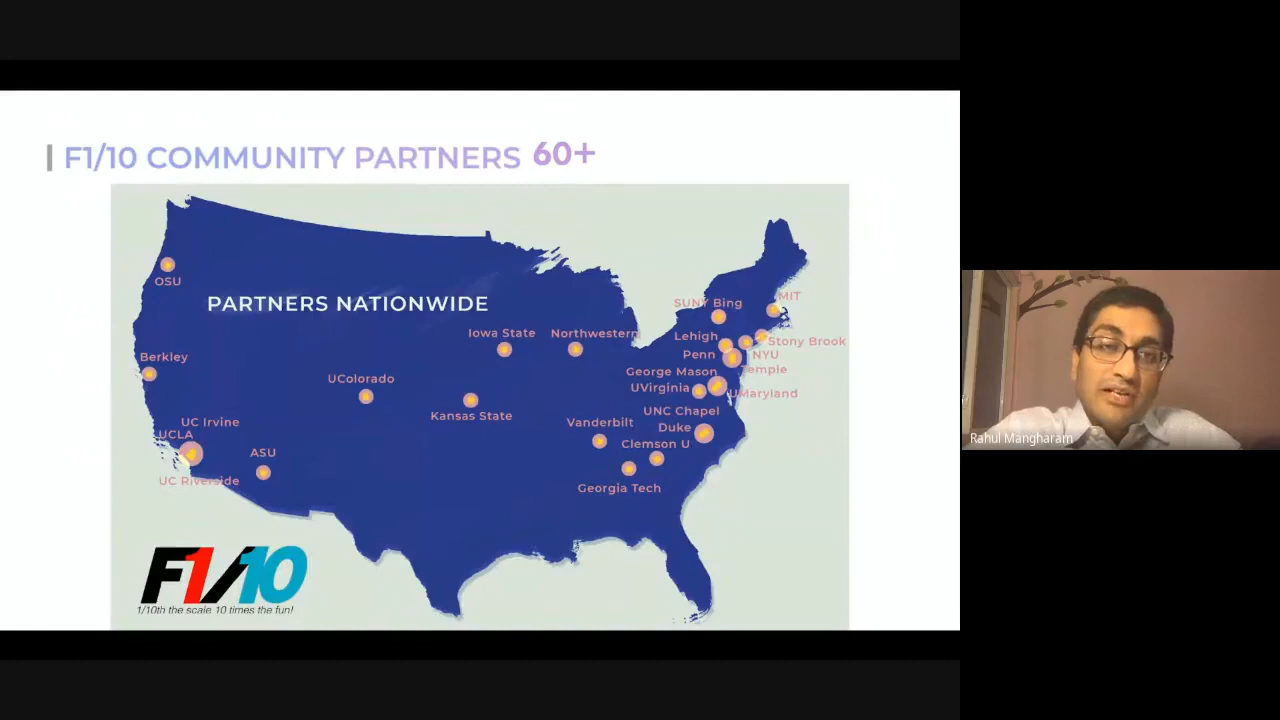 F1/10 COMMUNITY PARTNERS 60+
OSU
PARTNERS NATIONWIDE
SUNY Bing
MIT
Iowa State
Northwestern
Lehigh
Stony Brook
Berkley
Penn
NYU
George Mason
Temple
UColorado
UVirginia
UMaryland
Kansas State
UNC Chapel
UC Irvine
Vanderbilt
Duke
UCLA
Clemson U
ASU
UC Riverside
Georgia Tech
F1/10
1/10th the scale 10 times the fun!
Rahul Mangharam